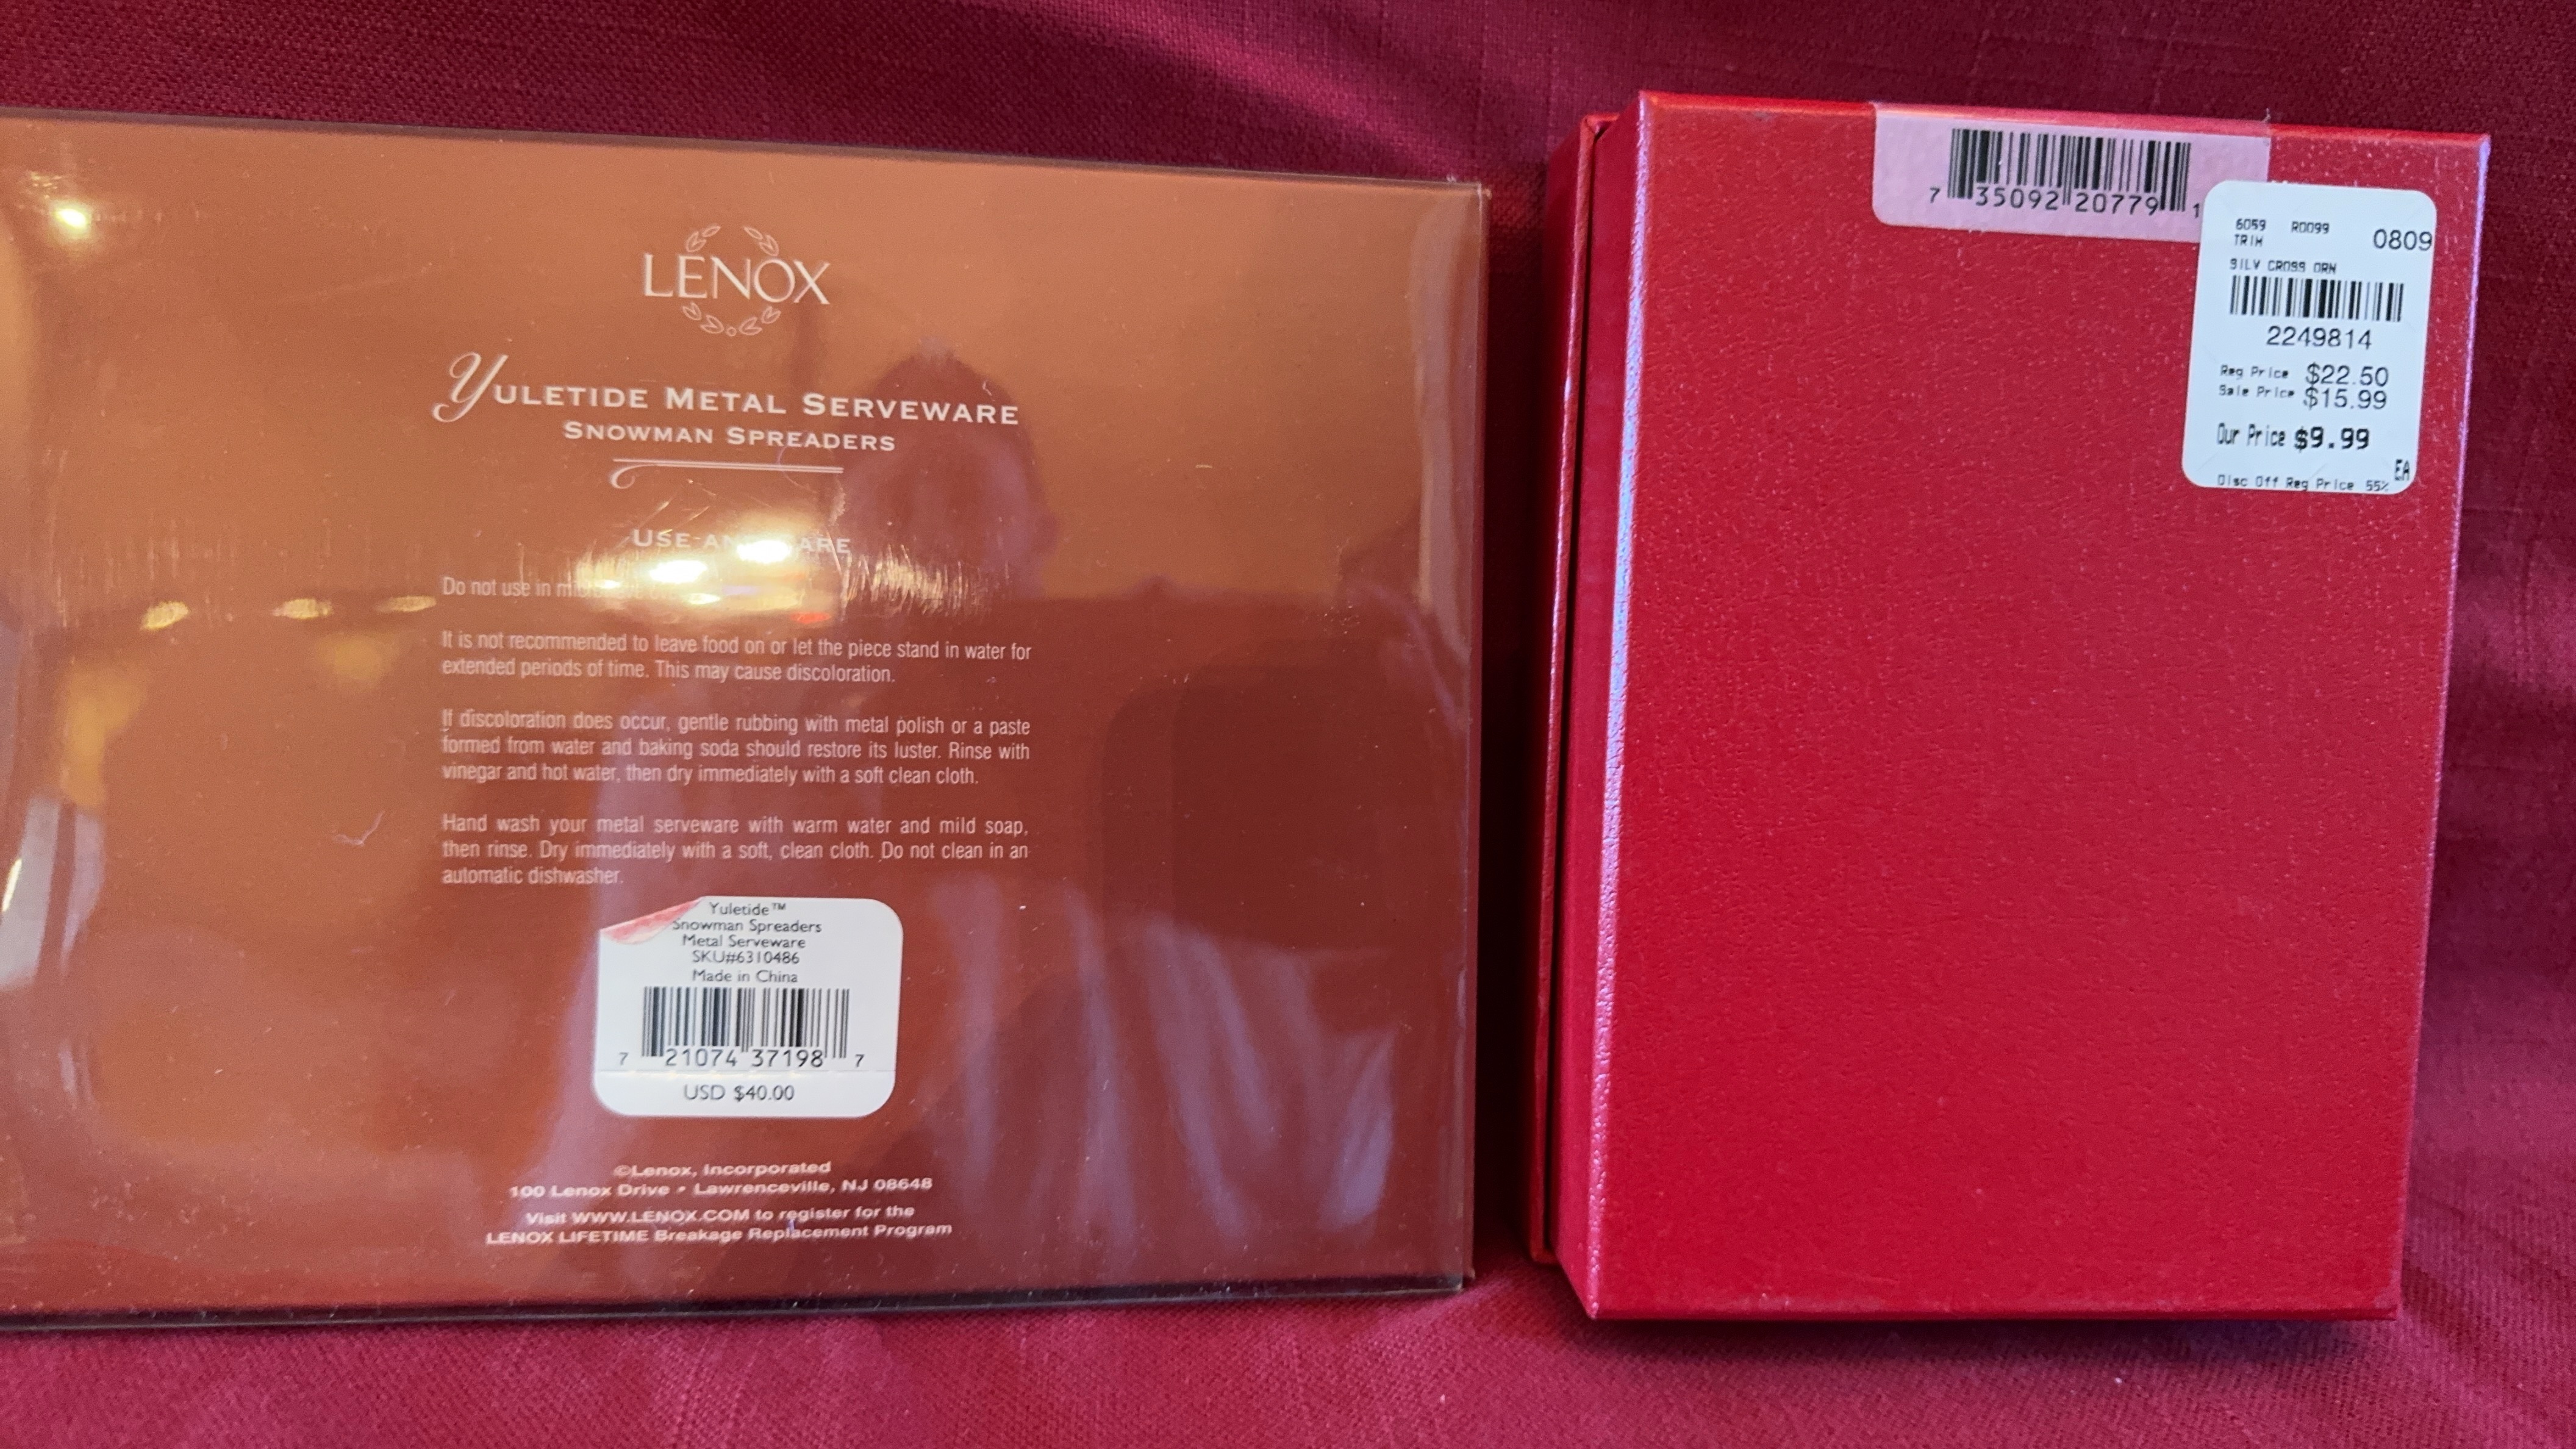 LENOX
YULETIDE METAL SERVEWARE
SNOWMAN SPREADERS
USE AND CARE
Do not use in
It is not recommended to leave food on or let the piece stand in water for
extended periods of time. This may cause discoloration.
If discoloration does occur, gentle rubbing with metal polish or a paste
formed from water and baking soda should restore its luster. Rinse with
vinegar and hot water, then dry immediately with a soft clean cloth.
Hand wash your metal serveware with warm water and mild soap,
then rinse. Dry immediately with a soft, clean cloth. Do not clean in an
automatic dishwasher.
Yuletide™
Snowman Spreaders
Metal Serveware
SKU#6310486
Made in China
7 21074 37198 7
USD $40.00
©Lenox, Incorporated
100 Lenox Drive • Lawrenceville, NJ 08648
Visit WWW.LENOX.COM to register for the
LENOX LIFETIME Breakage Replacement Program
7 35092 20779 1
6059 R0099 0809
TRIM
SILV CROSS ORN
2249814
Reg Price $22.50
Sale Price $15.99
Our Price $9.99
EA
Disc Off Reg Price 55%